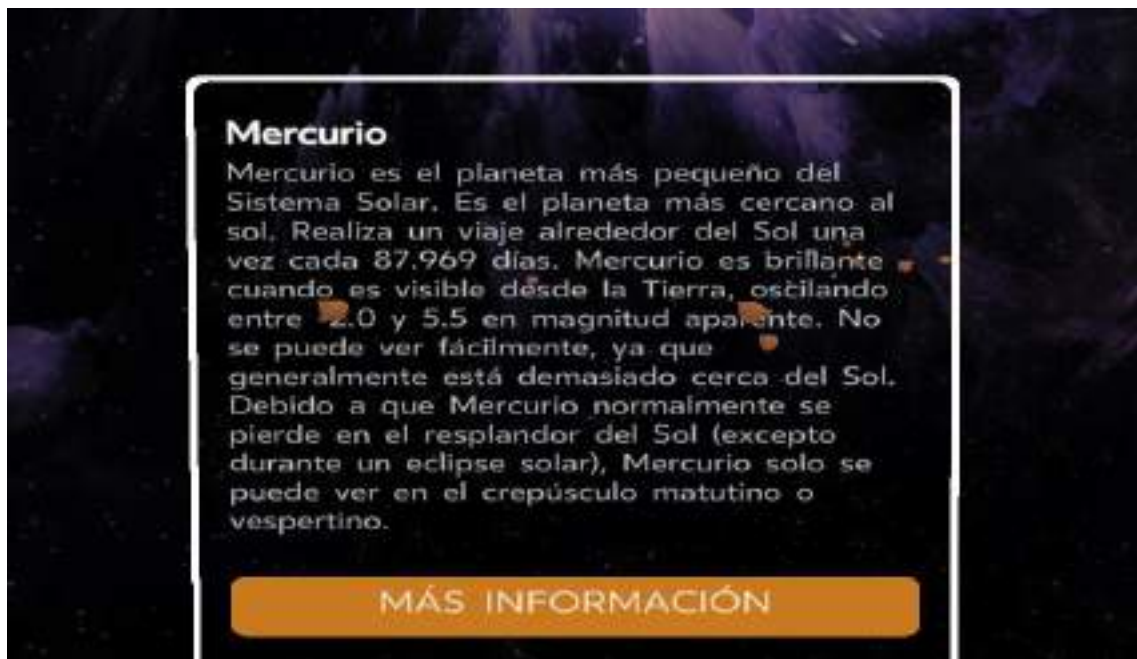 Mercurio
Mercurio es el planeta más pequeño del
Sistema Solar. Es el planeta más cercano al
sol. Realiza un viaje alrededor del Sol una
vez cada 87.969 días. Mercurio es brillante
cuando es visible desde la Tierra, oscilando
entre 2.0 y 5.5 en magnitud aparente. No
se puede ver fácilmente, ya que
generalmente está demasiado cerca del Sol.
Debido a que Mercurio normalmente se
pierde en el resplandor del Sol (excepto
durante un eclipse solar), Mercurio solo se
puede ver en el crepúsculo matutino o
vespertino.
MÁS INFORMACIÓN